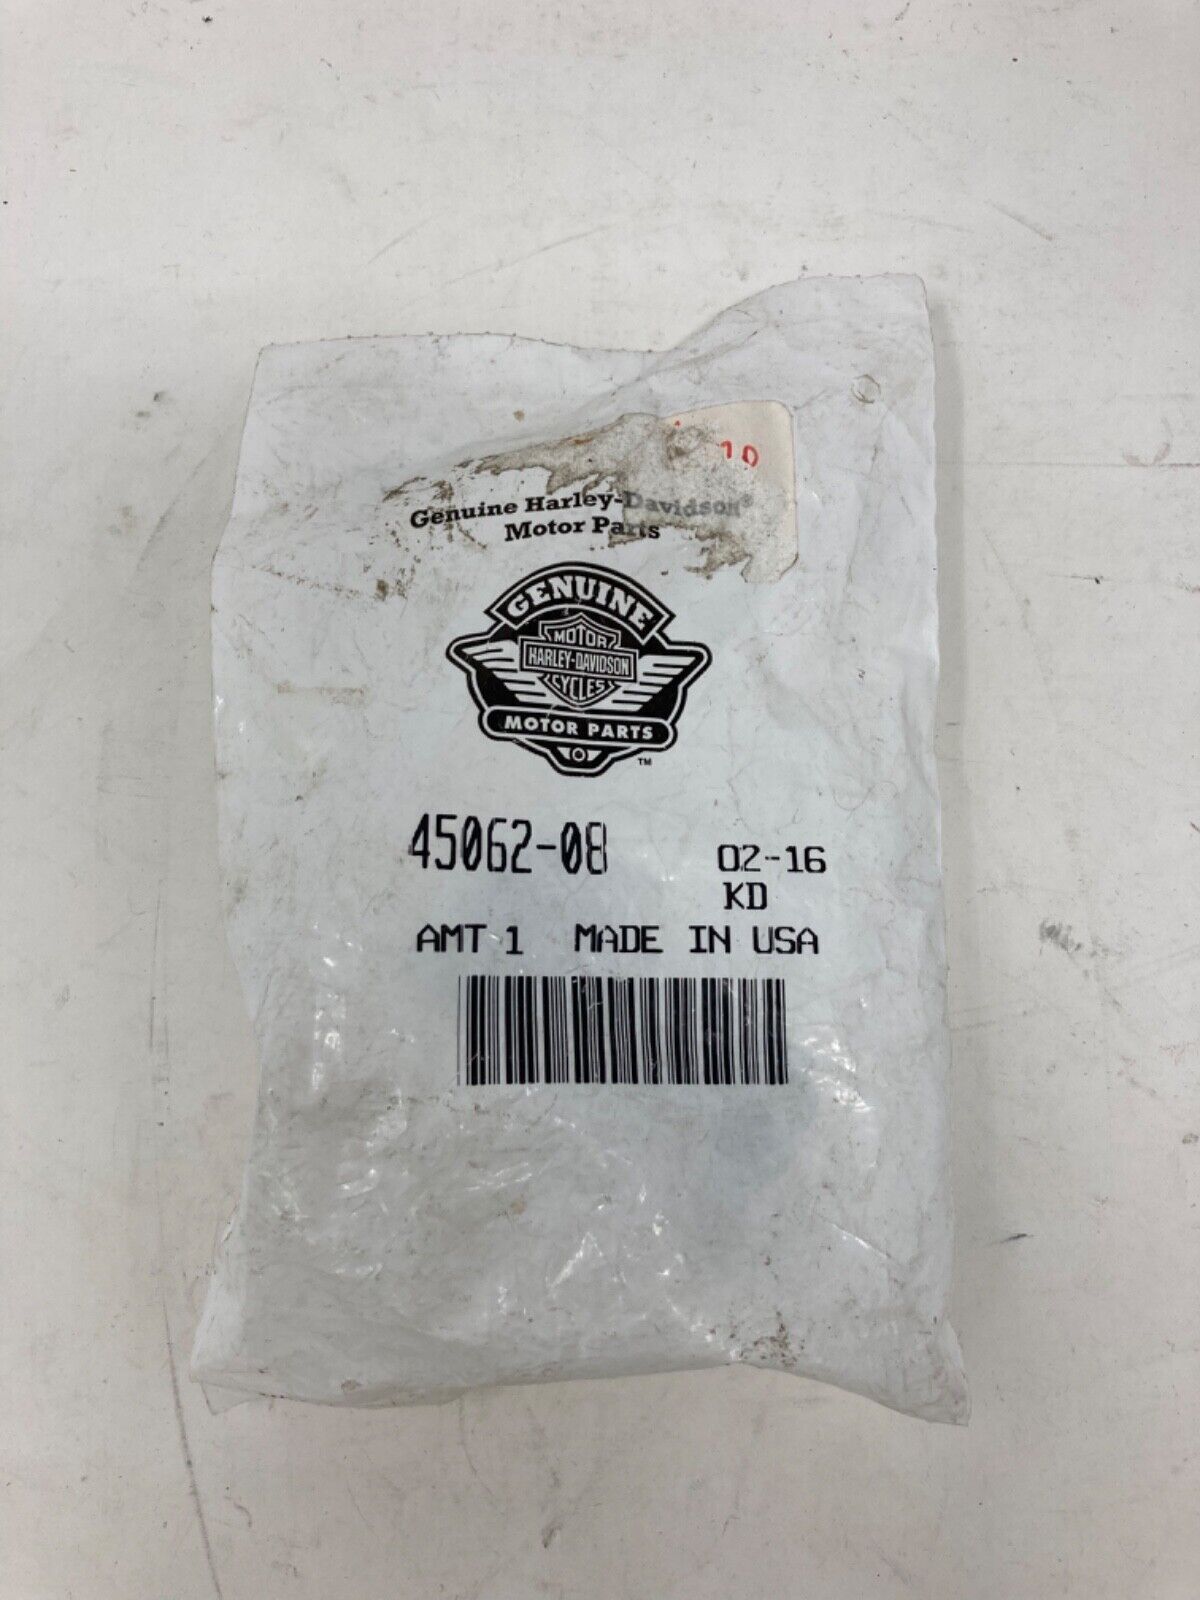 10
Genuine Harley-Davidson®
Motor Parts
GENUINE
MOTOR
HARLEY-DAVIDSON
CYCLES
MOTOR PARTS
TM
45062-08
02-16
KD
AMT 1 MADE IN USA